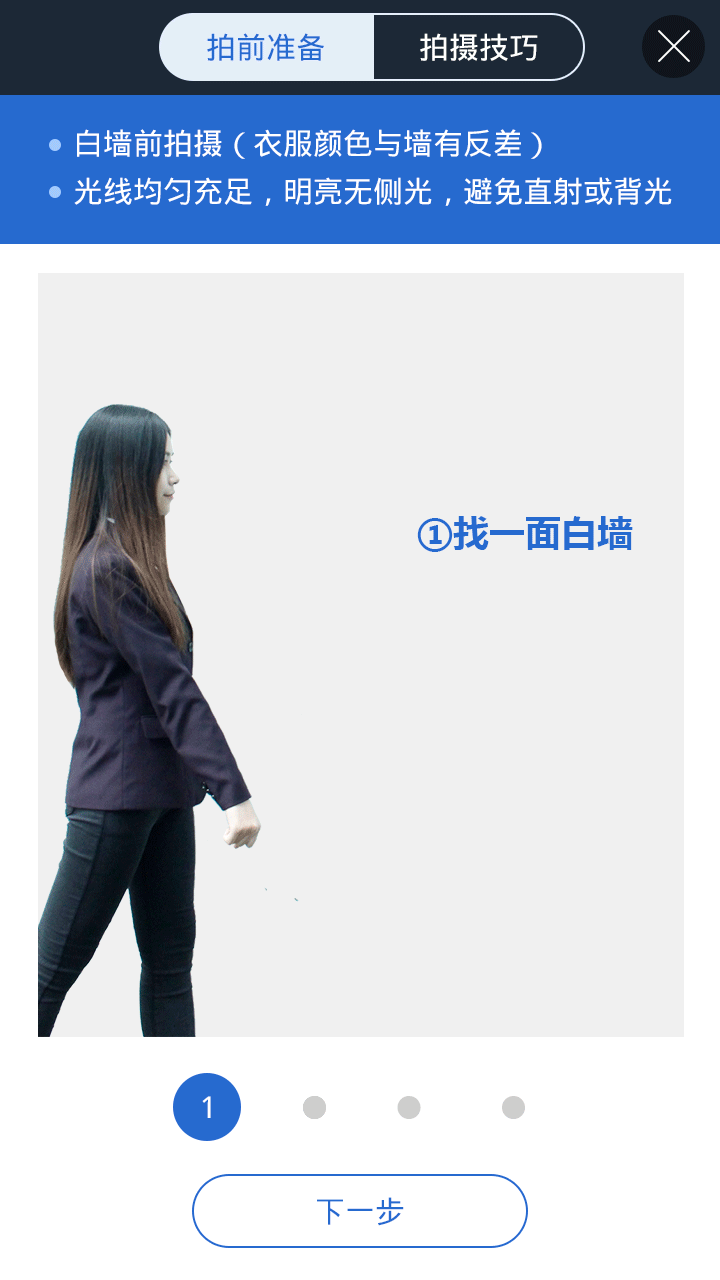 拍前准备 拍摄技巧
白墙前拍摄（衣服颜色与墙有反差）
光线均匀充足，明亮无侧光，避免直射或背光
①找一面白墙
1
下一步